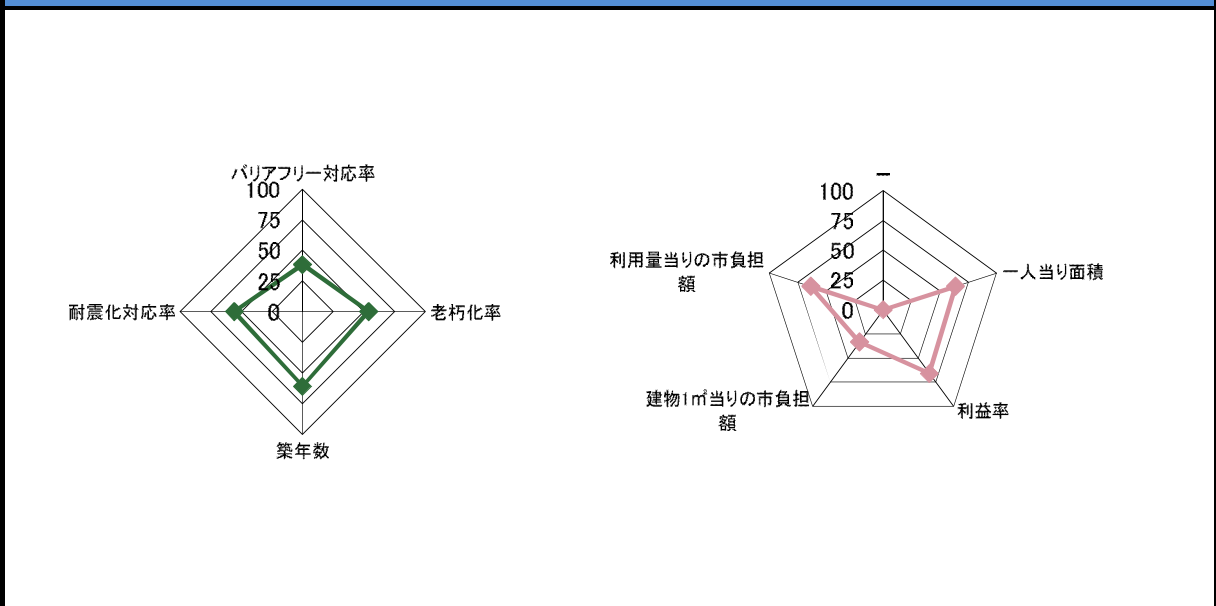 バリアフリー対応率
100
75
50
25
0
耐震化対応率
老朽化率
築年数
ー
100
75
50
25
0
利用量当りの市負担
額
一人当り面積
建物1㎡当りの市負担
額
利益率